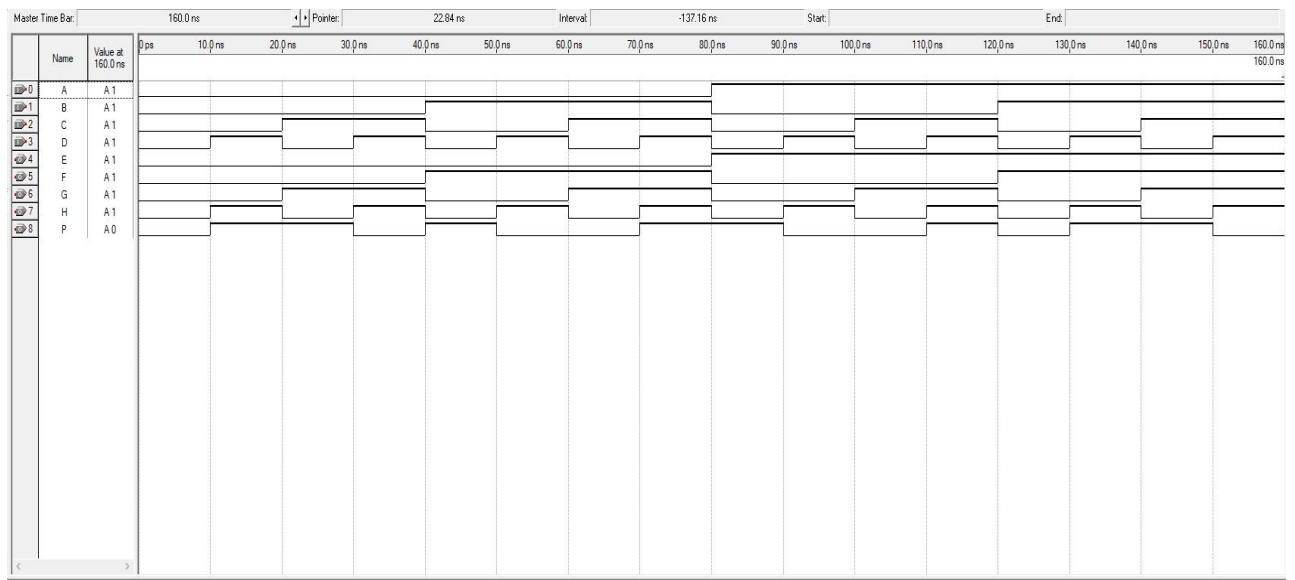 Master Time Bar: 160.0 ns Pointer: 22.84 ns Interval: -137.16 ns Start: End:
Name Value at 160.0 ns 0 ps 10.0 ns 20.0 ns 30.0 ns 40.0 ns 50.0 ns 60.0 ns 70.0 ns 80.0 ns 90.0 ns 100.0 ns 110.0 ns 120.0 ns 130.0 ns 140.0 ns 150.0 ns 160.0 ns
160.0 ns
0 A A 1
1 B A 1
2 C A 1
3 D A 1
4 E A 1
5 F A 1
6 G A 1
7 H A 1
8 P A 0